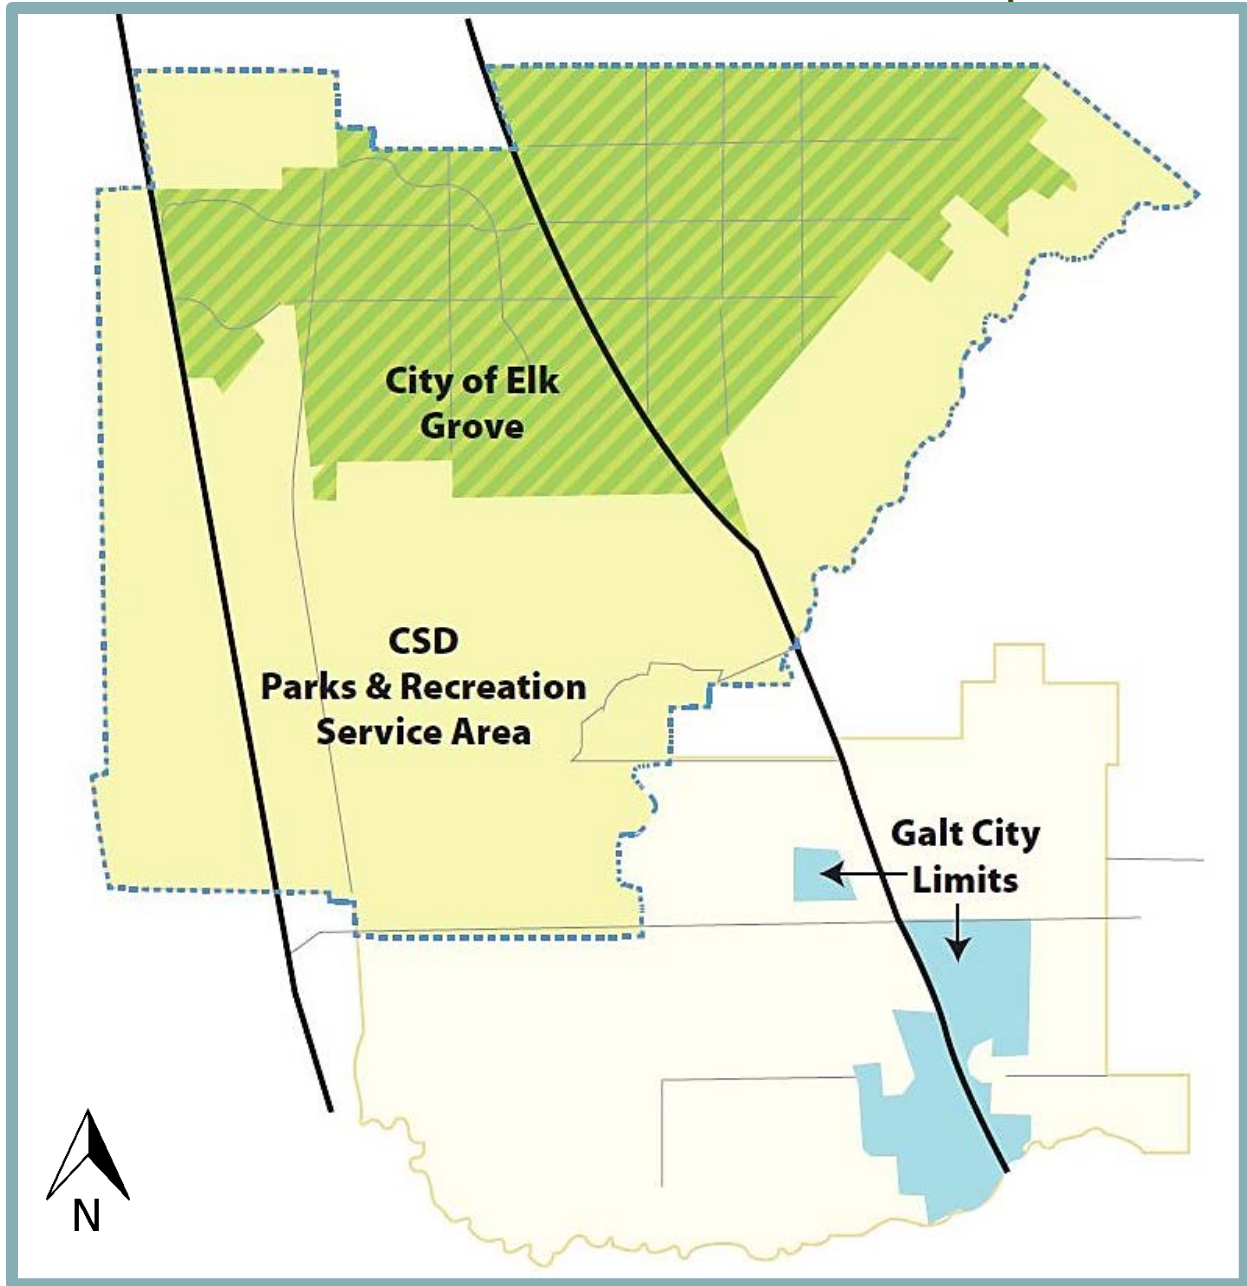 City of Elk
Grove
CSD
Parks & Recreation
Service Area
Galt City
Limits
N